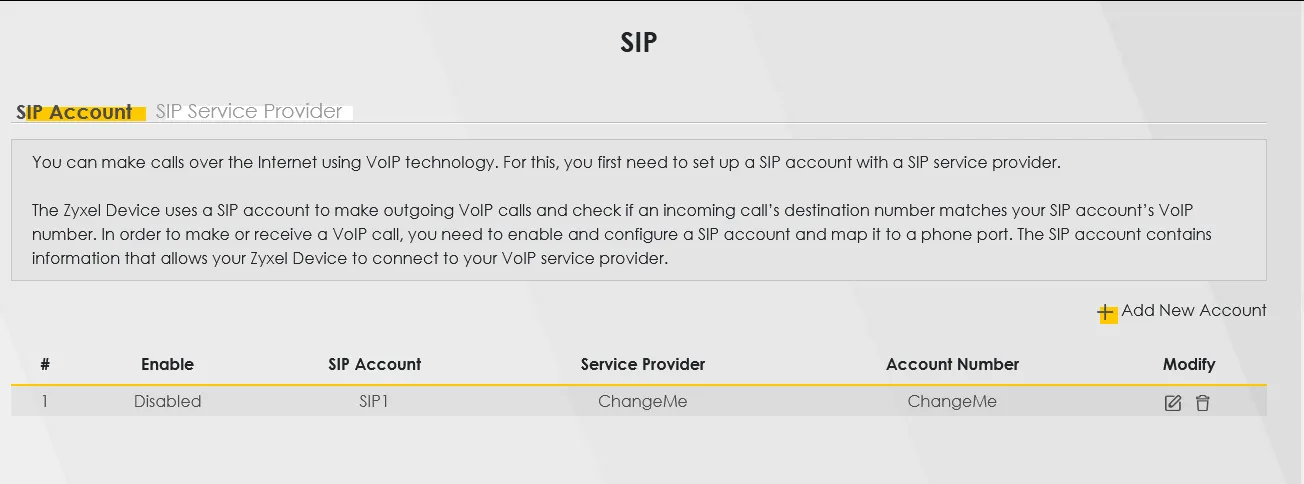 SIP
SIP Account SIP Service Provider
You can make calls over the Internet using VoIP technology. For this, you first need to set up a SIP account with a SIP service provider.
The Zyxel Device uses a SIP account to make outgoing VoIP calls and check if an incoming call's destination number matches your SIP account's VoIP
number. In order to make or receive a VoIP call, you need to enable and configure a SIP account and map it to a phone port. The SIP account contains
information that allows your Zyxel Device to connect to your VoIP service provider.
+ Add New Account
# Enable SIP Account Service Provider Account Number Modify
1 Disabled SIP1 ChangeMe ChangeMe